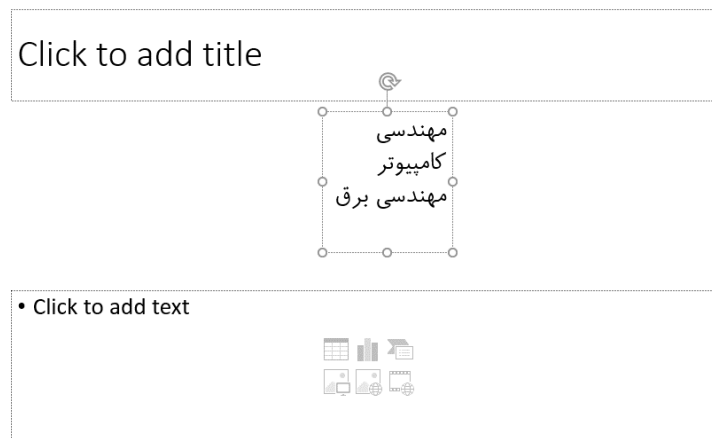 Click to add title
مهندسی
کامپیوتر
مهندسی برق
• Click to add text